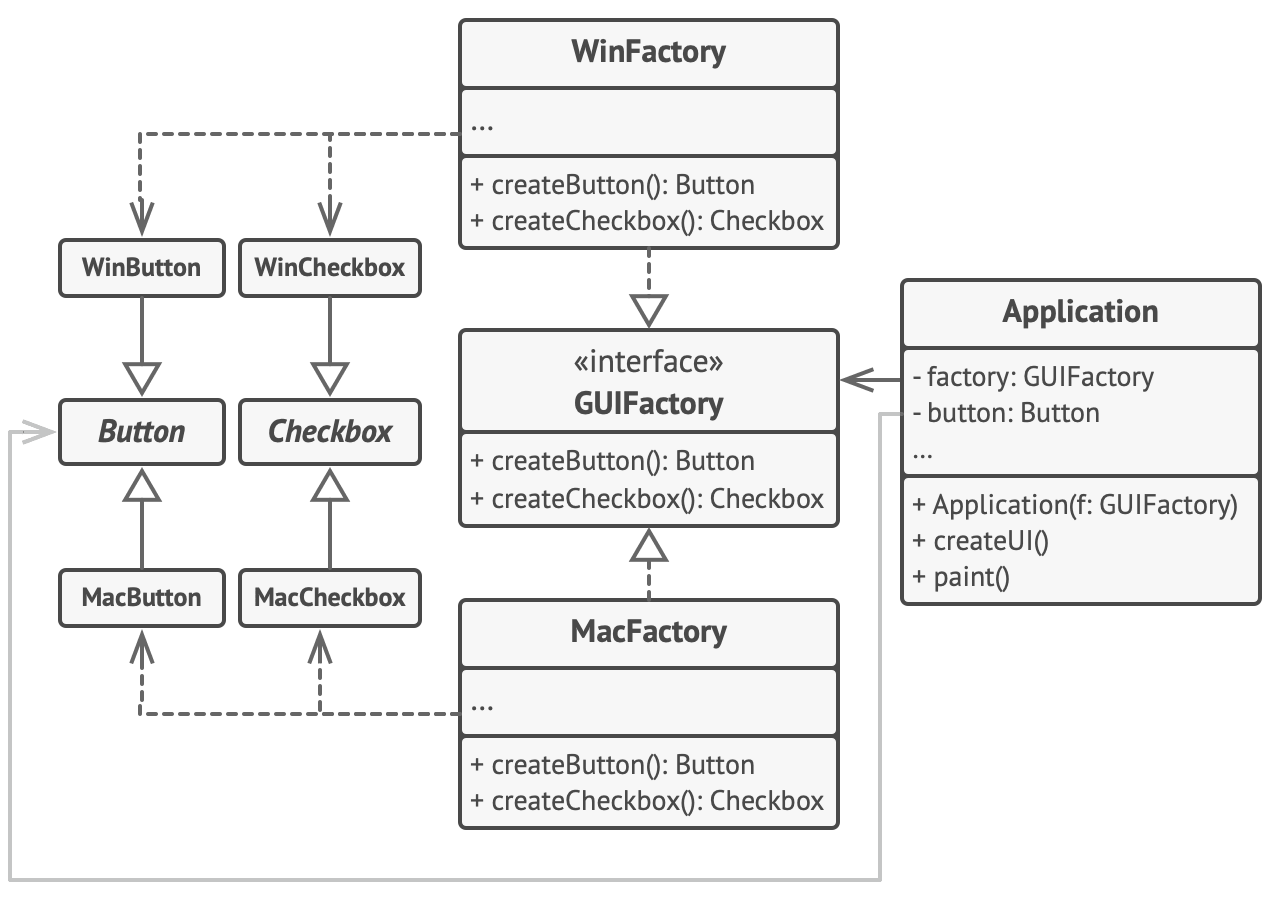 WinFactory
...
+ createButton(): Button
+ createCheckbox(): Checkbox
WinButton
WinCheckbox
Button
Checkbox
MacButton
MacCheckbox
«interface»
GUIFactory
+ createButton(): Button
+ createCheckbox(): Checkbox
Application
- factory: GUIFactory
- button: Button
...
+ Application(f: GUIFactory)
+ createUI()
+ paint()
MacFactory
...
+ createButton(): Button
+ createCheckbox(): Checkbox